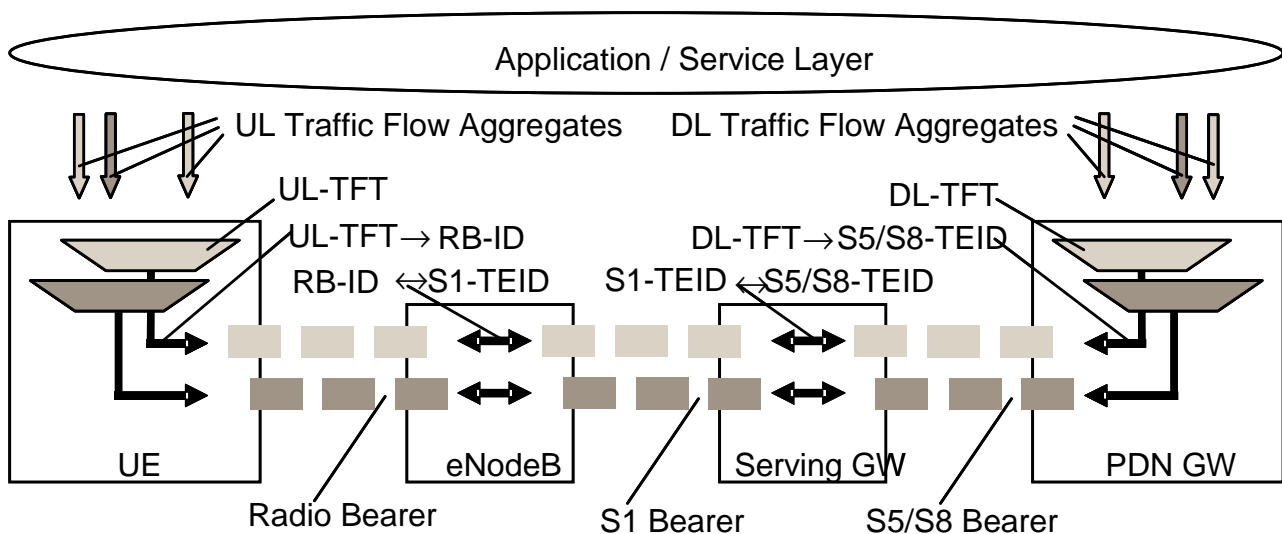 Application / Service Layer
UL Traffic Flow Aggregates
DL Traffic Flow Aggregates
UL-TFT
DL-TFT
UL-TFT → RB-ID
DL-TFT → S5/S8-TEID
RB-ID ↔ S1-TEID
S1-TEID ↔ S5/S8-TEID
UE
eNodeB
Serving GW
PDN GW
Radio Bearer
S1 Bearer
S5/S8 Bearer